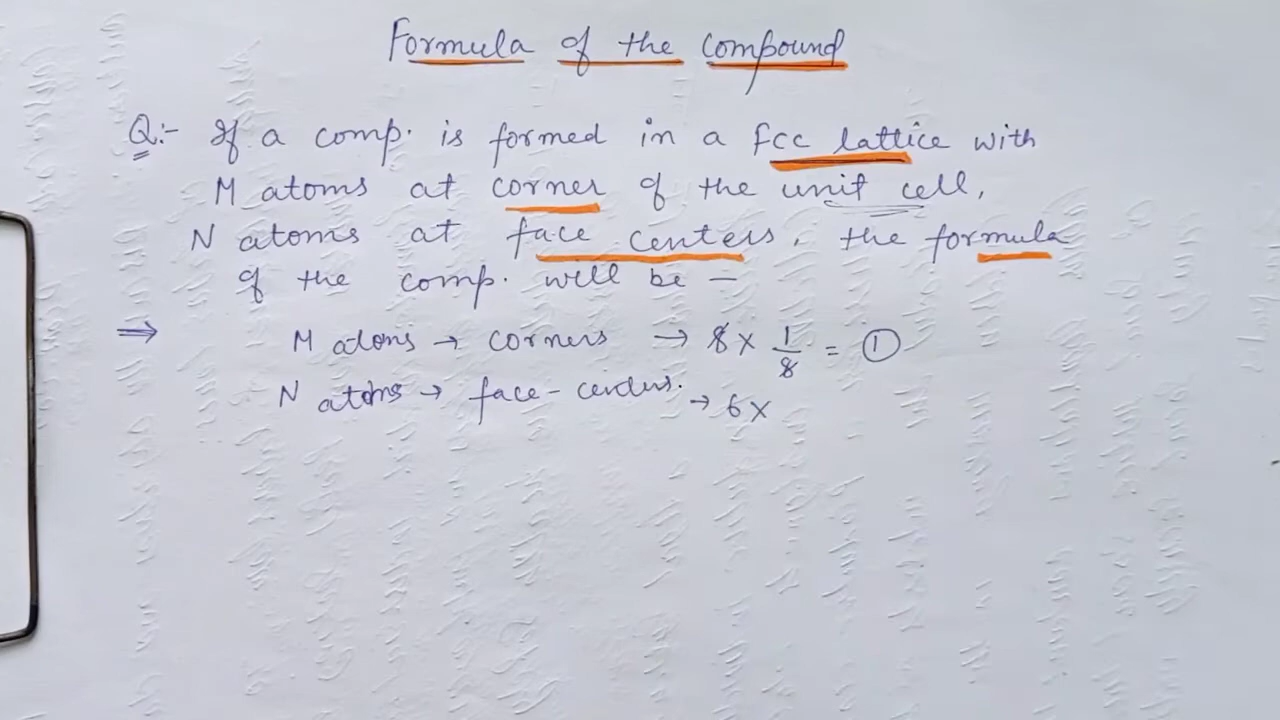 Formula of the compound
Q:- If a comp. is formed in a fcc lattice with
M atoms at corner of the unit cell,
N atoms at face centers, the formula
of the comp. will be -
⇒ M atoms → corners → 8 × 1/8 = ①
N atoms → face-centers. → 6 ×